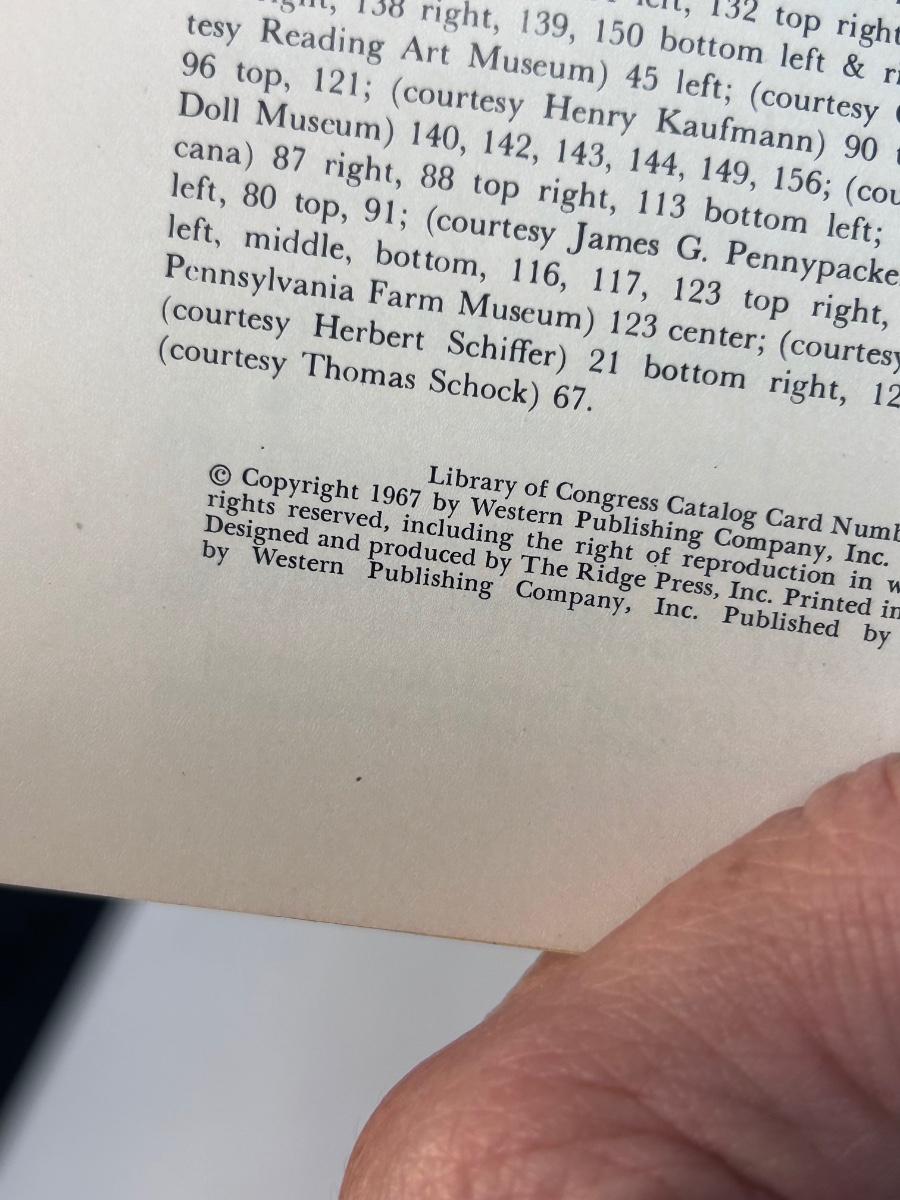 138 right, 139, 150 bottom left &
tesy Reading Art Museum) 45 left; (courtesy
96 top, 121; (courtesy Henry Kaufmann) 90
Doll Museum) 140, 142, 143, 144, 149, 156; (cou
cana) 87 right, 88 top right, 113 bottom left;
left, 80 top, 91; (courtesy James G. Pennypacke
left, middle, bottom, 116, 117, 123 top right,
Pennsylvania Farm Museum) 123 center; (courtesy
(courtesy Herbert Schiffer) 21 bottom right, 12
(courtesy Thomas Schock) 67.
Library of Congress Catalog Card Numb
© Copyright 1967 by Western Publishing Company, Inc.
rights reserved, including the right of reproduction in w
Designed and produced by The Ridge Press, Inc. Printed in
by Western Publishing Company, Inc. Published by